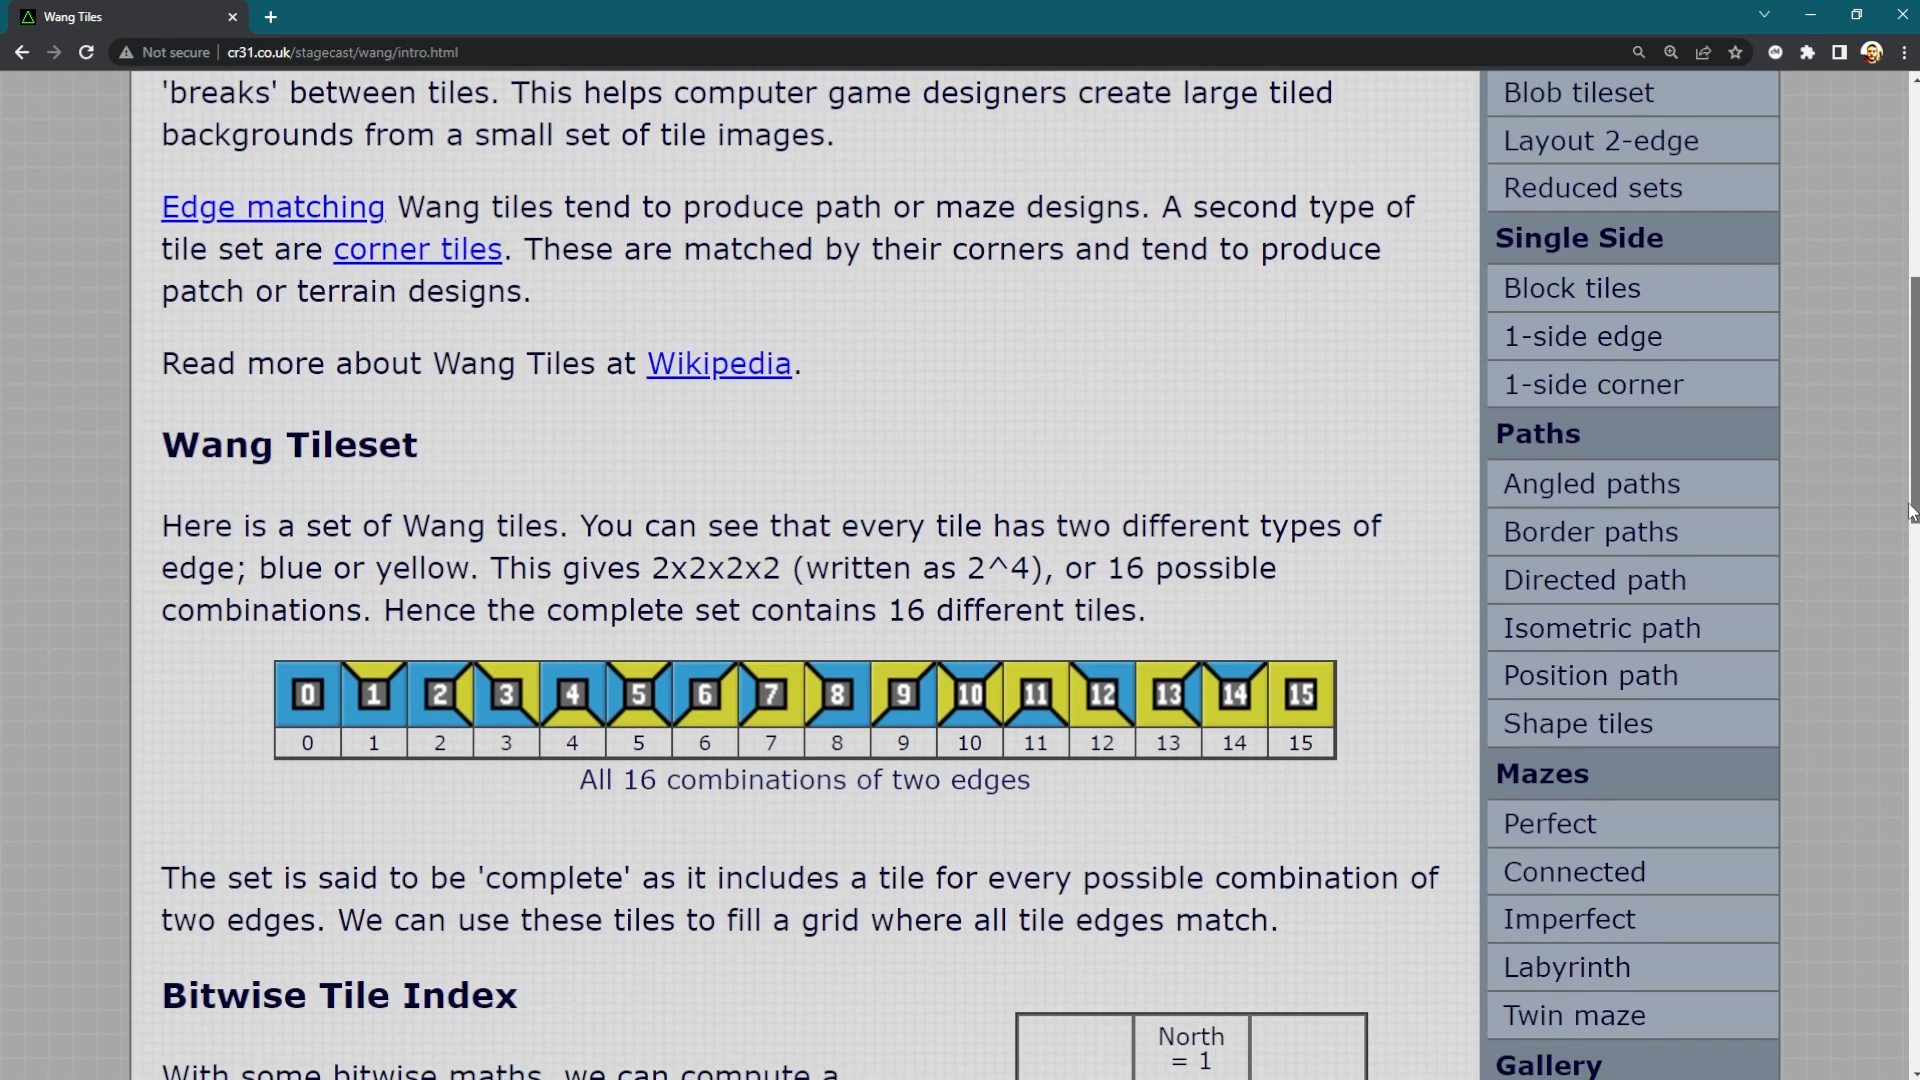 Wang Tiles
Not secure | cr31.co.uk/stagecast/wang/intro.html
'breaks' between tiles. This helps computer game designers create large tiled
backgrounds from a small set of tile images.
Edge matching Wang tiles tend to produce path or maze designs. A second type of
tile set are corner tiles. These are matched by their corners and tend to produce
patch or terrain designs.
Read more about Wang Tiles at Wikipedia.
Wang Tileset
Here is a set of Wang tiles. You can see that every tile has two different types of
edge; blue or yellow. This gives 2x2x2x2 (written as 2^4), or 16 possible
combinations. Hence the complete set contains 16 different tiles.
0 1 2 3 4 5 6 7 8 9 10 11 12 13 14 15
0 1 2 3 4 5 6 7 8 9 10 11 12 13 14 15
All 16 combinations of two edges
The set is said to be 'complete' as it includes a tile for every possible combination of
two edges. We can use these tiles to fill a grid where all tile edges match.
Bitwise Tile Index
With some bitwise maths, we can compute a
North
= 1
Blob tileset
Layout 2-edge
Reduced sets
Single Side
Block tiles
1-side edge
1-side corner
Paths
Angled paths
Border paths
Directed path
Isometric path
Position path
Shape tiles
Mazes
Perfect
Connected
Imperfect
Labyrinth
Twin maze
Gallery